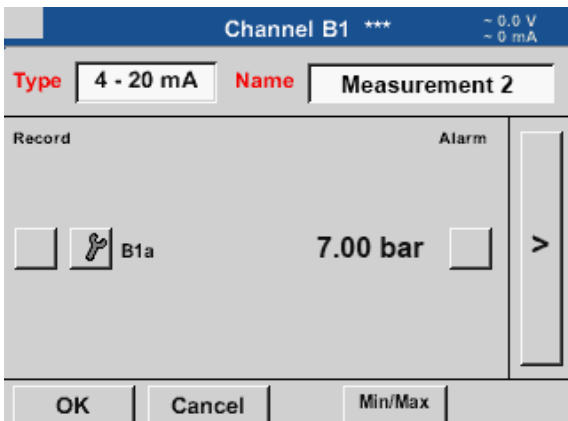 Channel B1 *** ~ 0.0 V
~ 0 mA
Type 4 - 20 mA Name Measurement 2
Record Alarm
B1a 7.00 bar >
OK Cancel Min/Max